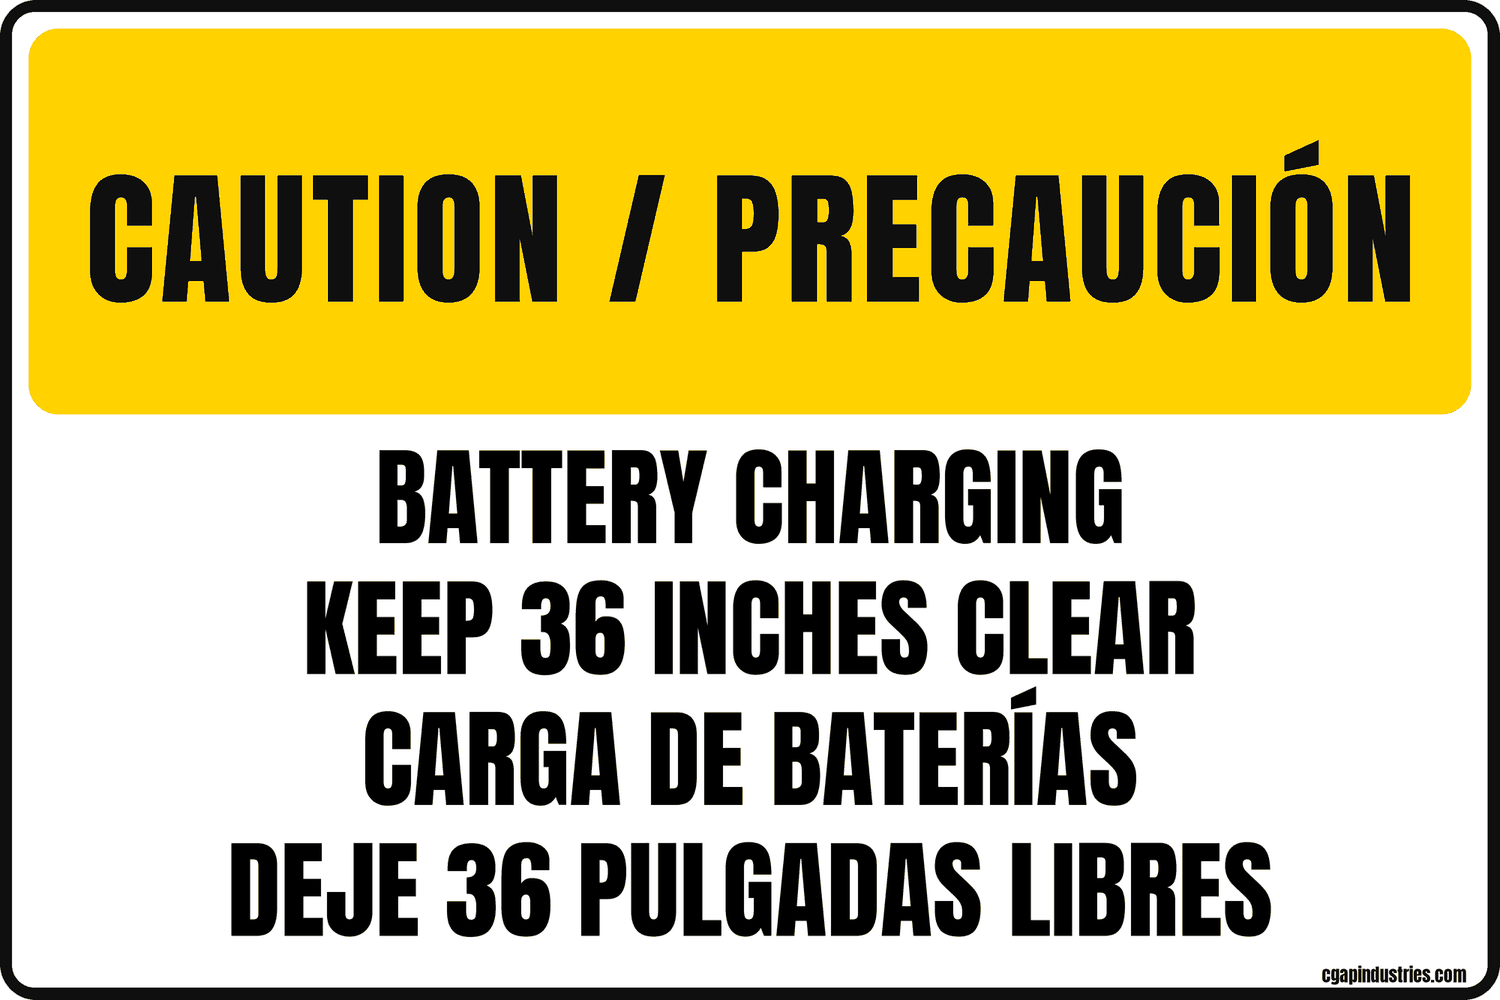 CAUTION / PRECAUCIÓN
BATTERY CHARGING
KEEP 36 INCHES CLEAR
CARGA DE BATERÍAS
DEJE 36 PULGADAS LIBRES
cgapindustries.com